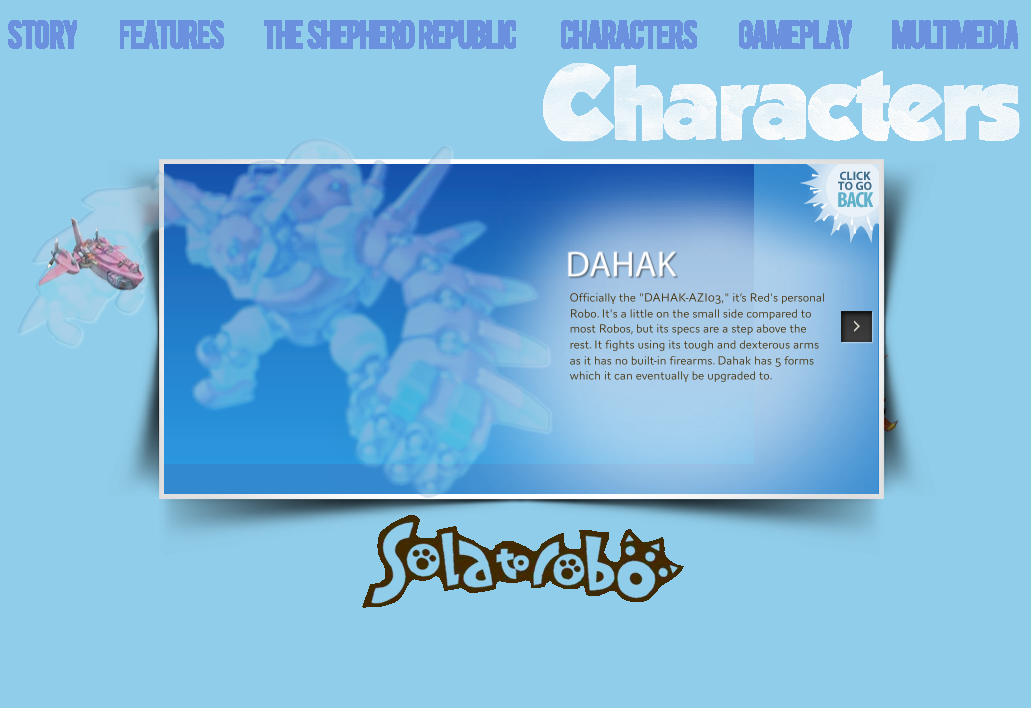 STORY FEATURES THE SHEPHERD REPUBLIC CHARACTERS GAMEPLAY MULTIMEDIA
Characters
CLICK
TO GO
BACK
DAHAK
Officially the "DAHAK-AZI03," it's Red's personal
Robo. It's a little on the small side compared to
most Robos, but its specs are a step above the
rest. It fights using its tough and dexterous arms
as it has no built-in firearms. Dahak has 5 forms
which it can eventually be upgraded to.
Solatorobo